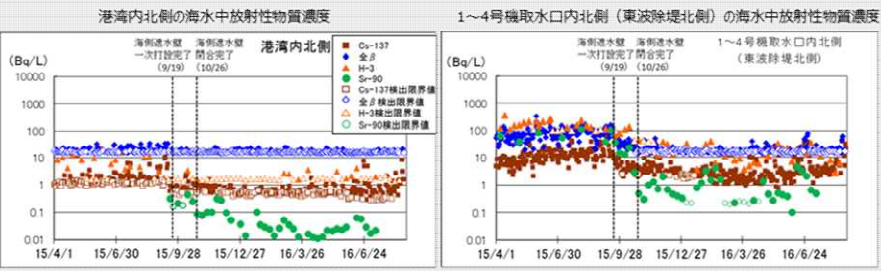 港湾内北側の海水中放射性物質濃度
海側遮水壁
一次打設完了
(9/19)
海側遮水壁
閉合完了
(10/26)
港湾内北側
(Bq/L)
Cs-137
全β
H-3
Sr-90
Cs-137検出限界値
全β検出限界値
H-3検出限界値
Sr-90検出限界値
10000
1000
100
10
1
0.1
0.01
15/4/1
15/6/30
15/9/28
15/12/27
16/3/26
16/6/24
1～4号機取水口内北側（東波除堤北側）の海水中放射性物質濃度
海側遮水壁
一次打設完了
(9/19)
海側遮水壁
閉合完了
(10/26)
1～4号機取水口内北側
(東波除堤北側)
(Bq/L)
10000
1000
100
10
1
0.1
0.01
15/4/1
15/6/30
15/9/28
15/12/27
16/3/26
16/6/24